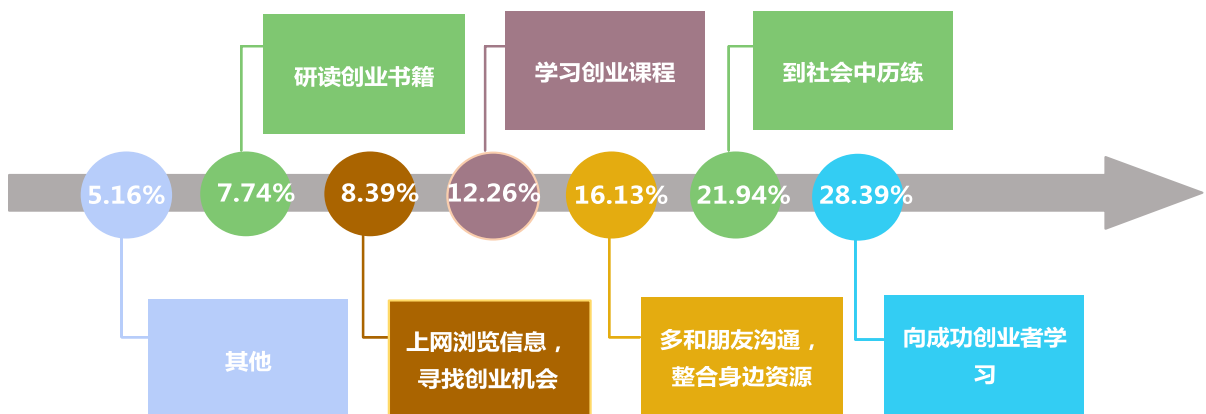 研读创业书籍
学习创业课程
到社会中历练
5.16%
7.74%
8.39%
12.26%
16.13%
21.94%
28.39%
其他
上网浏览信息，
寻找创业机会
多和朋友沟通，
整合身边资源
向成功创业者学
习